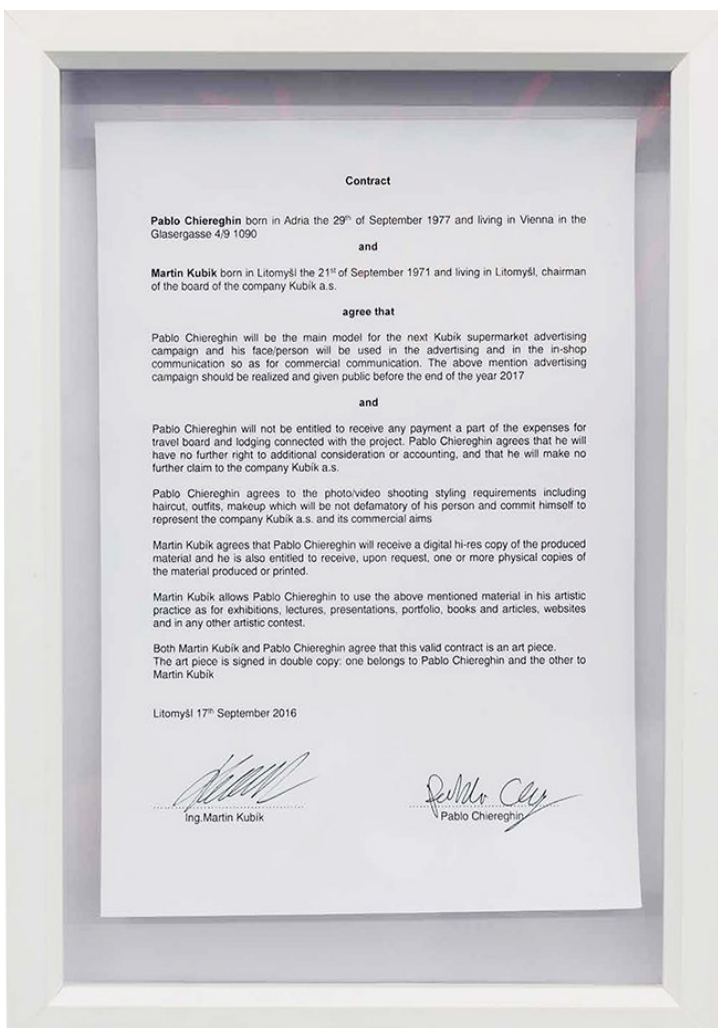 Contract
Pablo Chiereghin born in Adria the 29th of September 1977 and living in Vienna in the
Glasergasse 4/9 1090
and
Martin Kubík born in Litomyšl the 21st of September 1971 and living in Litomyšl, chairman
of the board of the company Kubík a.s.
agree that
Pablo Chiereghin will be the main model for the next Kubík supermarket advertising
campaign and his face/person will be used in the advertising and in the in-shop
communication so as for commercial communication. The above mention advertising
campaign should be realized and given public before the end of the year 2017
and
Pablo Chiereghin will not be entitled to receive any payment a part of the expenses for
travel board and lodging connected with the project. Pablo Chiereghin agrees that he will
have no further right to additional consideration or accounting, and that he will make no
further claim to the company Kubík a.s.
Pablo Chiereghin agrees to the photo/video shooting styling requirements including
haircut, outfits, makeup which will be not defamatory of his person and commit himself to
represent the company Kubík a.s. and its commercial aims
Martin Kubík agrees that Pablo Chiereghin will receive a digital hi-res copy of the produced
material and he is also entitled to receive, upon request, one or more physical copies of
the material produced or printed.
Martin Kubík allows Pablo Chiereghin to use the above mentioned material in his artistic
practice as for exhibitions, lectures, presentations, portfolio, books and articles, websites
and in any other artistic contest.
Both Martin Kubík and Pablo Chiereghin agree that this valid contract is an art piece.
The art piece is signed in double copy: one belongs to Pablo Chiereghin and the other to
Martin Kubík
Litomyšl 17th September 2016
Ing.Martin Kubík
Pablo Chiereghin